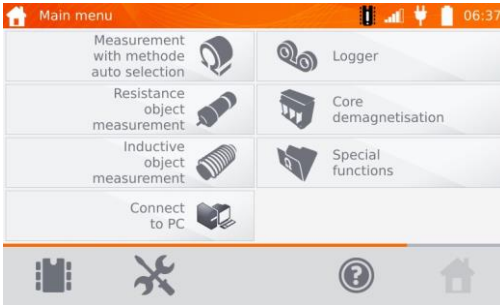 Main menu
06:37
Measurement
with methode
auto selection
Logger
Resistance
object
measurement
Core
demagnetisation
Inductive
object
measurement
Special
functions
Connect
to PC